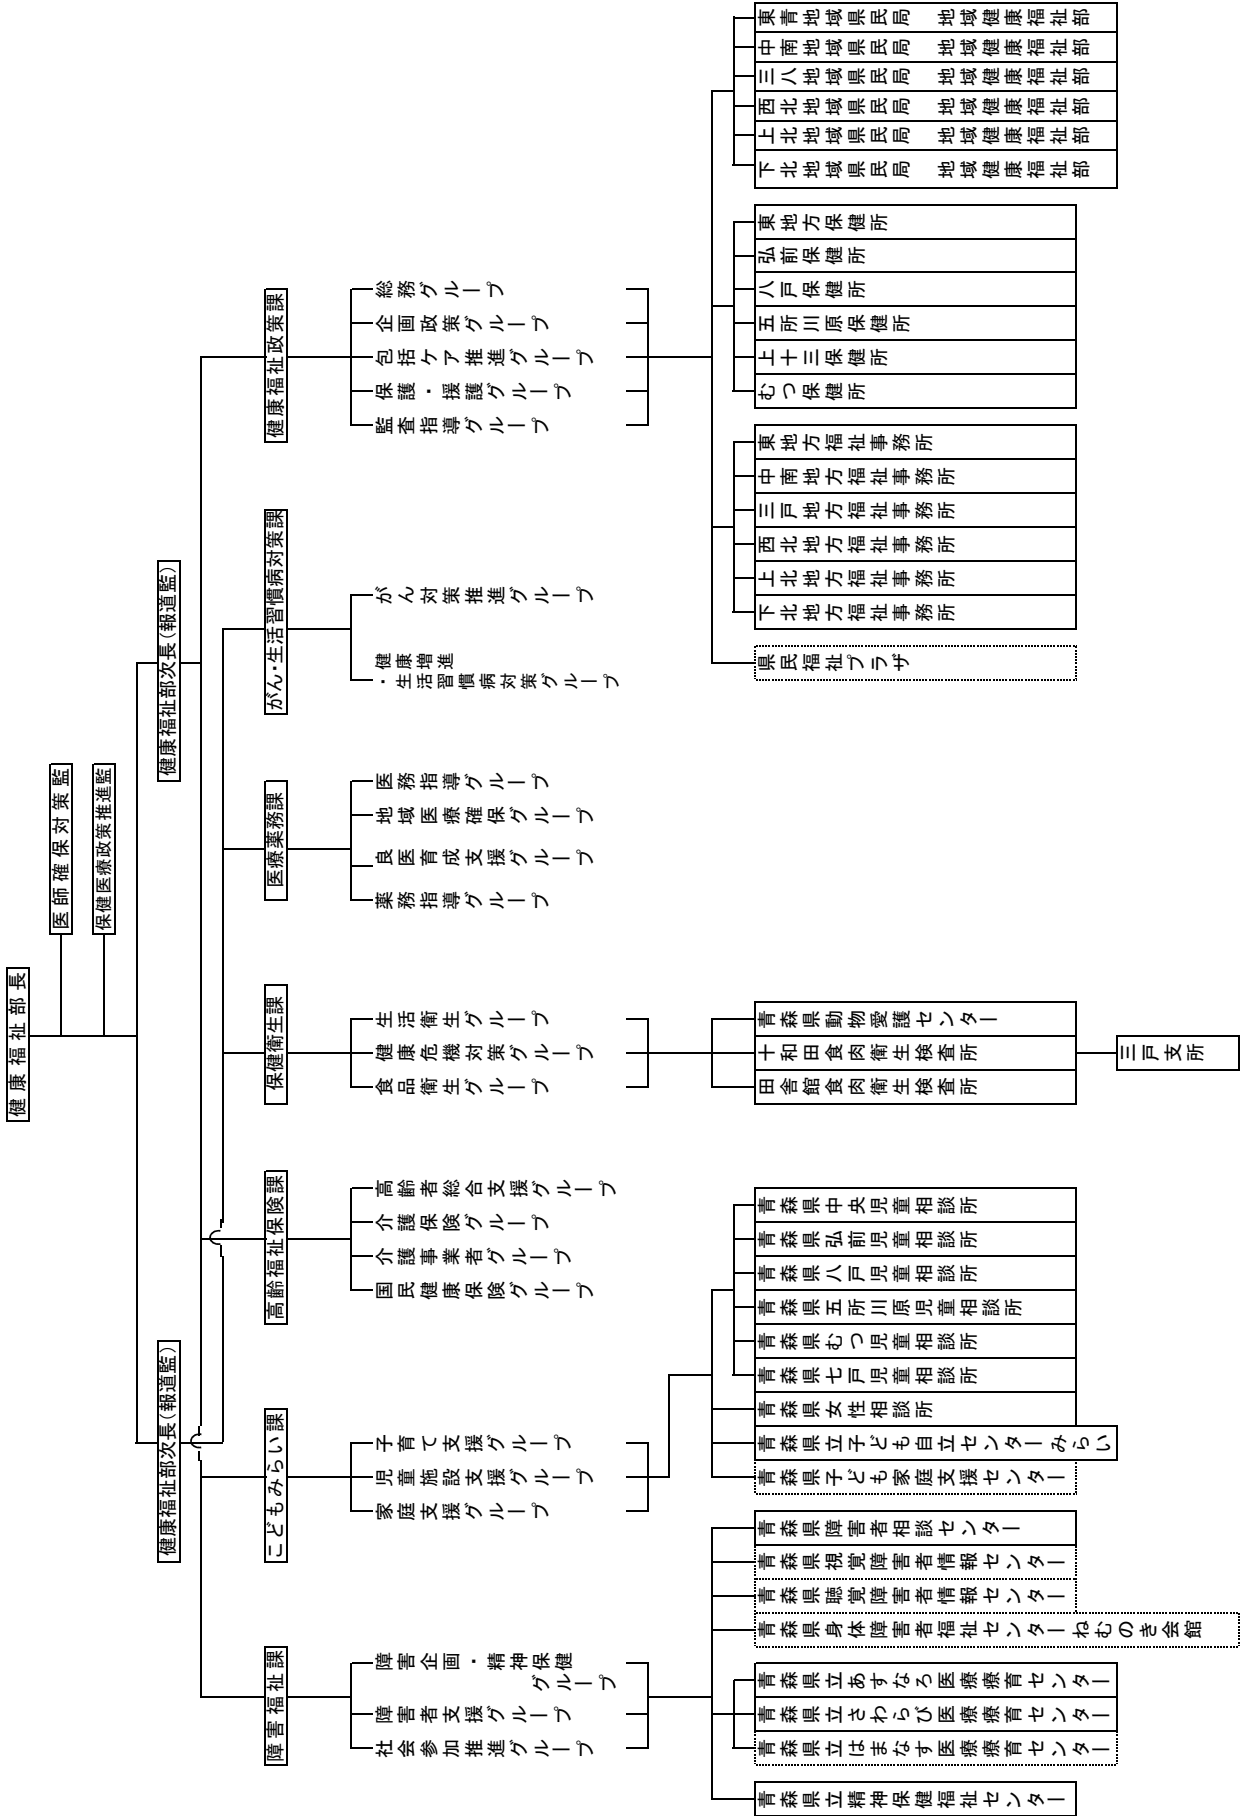 健康福祉部長
医師確保対策監
保健医療政策推進監
健康福祉部次長(報道監)
健康福祉部次長(報道監)
健康福祉政策課
がん・生活習慣病対策課
医療薬務課
保健衛生課
高齢福祉保険課
こどもみらい課
障害福祉課
総務グループ
企画政策グループ
包括ケア推進グループ
保護・援護グループ
監査指導グループ
がん対策推進グループ
健康増進
・生活習慣病対策グループ
医務指導グループ
地域医療確保グループ
良医育成支援グループ
薬務指導グループ
生活衛生グループ
健康危機対策グループ
食品衛生グループ
高齢者総合支援グループ
介護保険グループ
介護事業者グループ
国民健康保険グループ
子育て支援グループ
児童施設支援グループ
家庭支援グループ
障害企画・精神保健
グループ
障害者支援グループ
社会参加推進グループ
東青地域県民局 地域健康福祉部
中南地域県民局 地域健康福祉部
三八地域県民局 地域健康福祉部
西北地域県民局 地域健康福祉部
上北地域県民局 地域健康福祉部
下北地域県民局 地域健康福祉部
東地方保健所
弘前保健所
八戸保健所
五所川原保健所
上十三保健所
むつ保健所
東地方福祉事務所
中南地方福祉事務所
三戸地方福祉事務所
西北地方福祉事務所
上北地方福祉事務所
下北地方福祉事務所
県民福祉プラザ
青森県動物愛護センター
十和田食肉衛生検査所
田舎館食肉衛生検査所
三戸支所
青森県中央児童相談所
青森県弘前児童相談所
青森県八戸児童相談所
青森県五所川原児童相談所
青森県むつ児童相談所
青森県七戸児童相談所
青森県女性相談所
青森県立子ども自立センターみらい
青森県子ども家庭支援センター
青森県障害者相談センター
青森県視覚障害者情報センター
青森県聴覚障害者情報センター
青森県身体障害者福祉センターねむのき会館
青森県立あすなろ医療療育センター
青森県立さわらび医療療育センター
青森県立はまなす医療療育センター
青森県立精神保健福祉センター